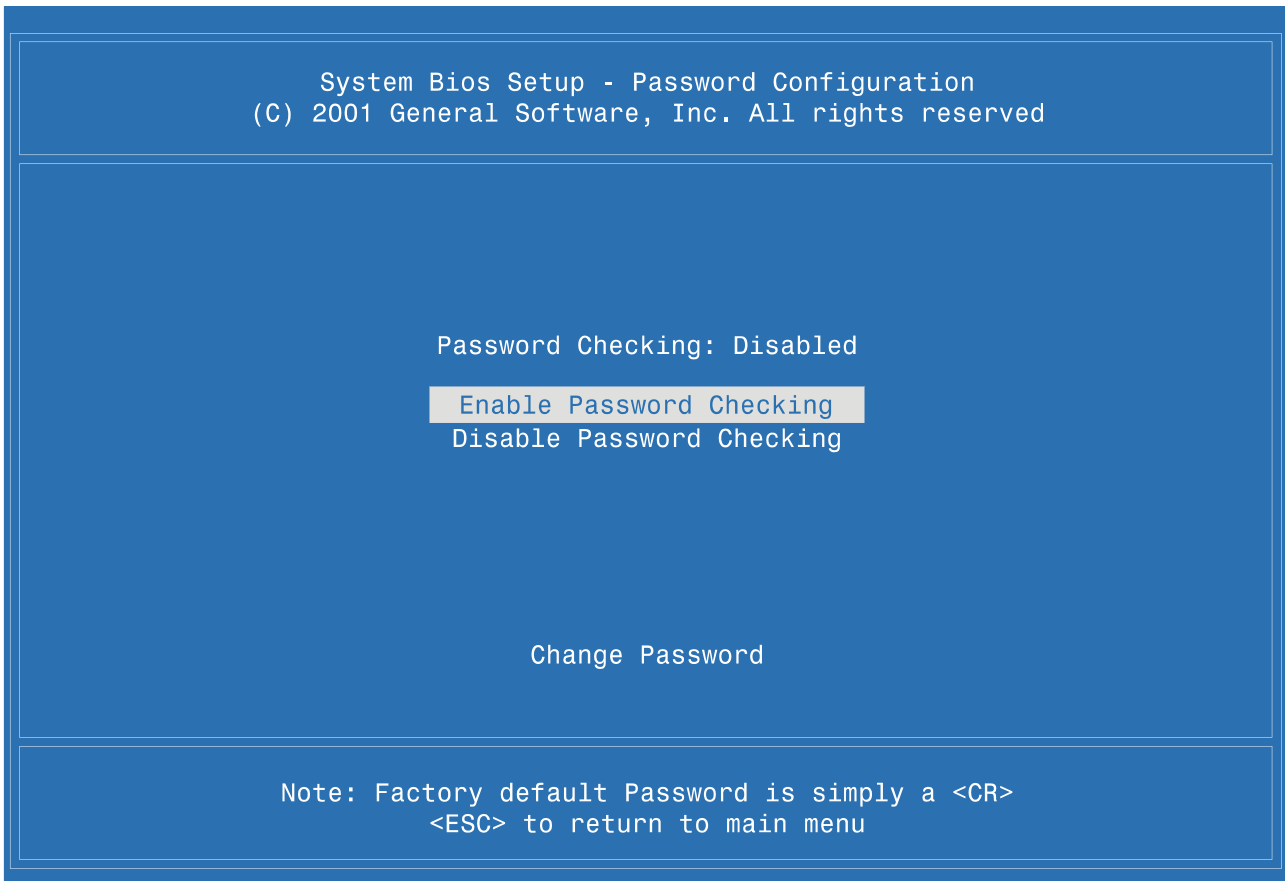 System Bios Setup - Password Configuration
(C) 2001 General Software, Inc. All rights reserved
Password Checking: Disabled
Enable Password Checking
Disable Password Checking
Change Password
Note: Factory default Password is simply a <CR>
<ESC> to return to main menu